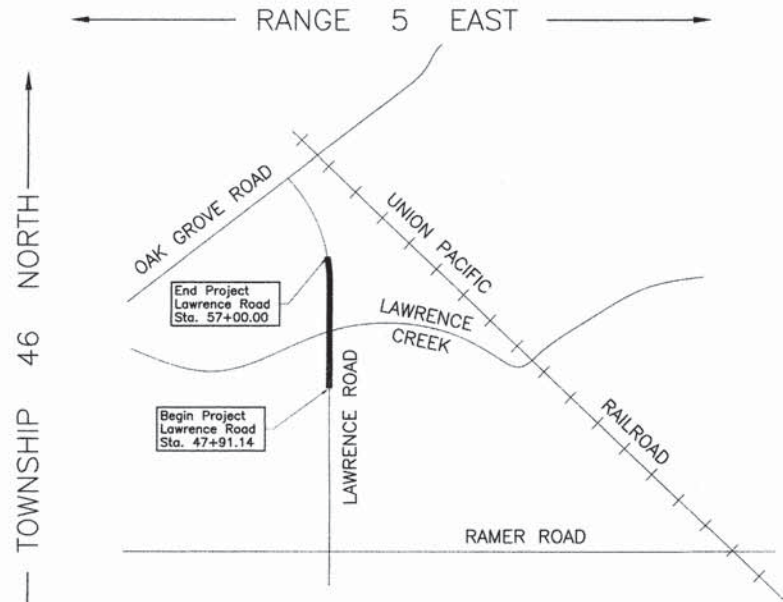 RANGE 5 EAST
TOWNSHIP 46 NORTH
OAK GROVE ROAD
UNION PACIFIC
RAILROAD
End Project
Lawrence Road
Sta. 57+00.00
LAWRENCE
CREEK
Begin Project
Lawrence Road
Sta. 47+91.14
LAWRENCE ROAD
RAMER ROAD